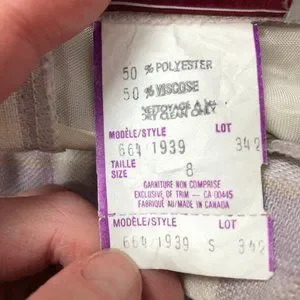 50 % POLYESTER
50 % VISCOSE
NETTOYAGE À
DRY CLEAN ONLY
MODÈLE/STYLE LOT
664/1939 342
TAILLE
SIZE 8
GARNITURE NON COMPRISE
EXCLUSIVE OF TRIM — CA 00445
FABRIQUÉ AU/MADE IN CANADA
MODÈLE/STYLE LOT
664/1939 S 342